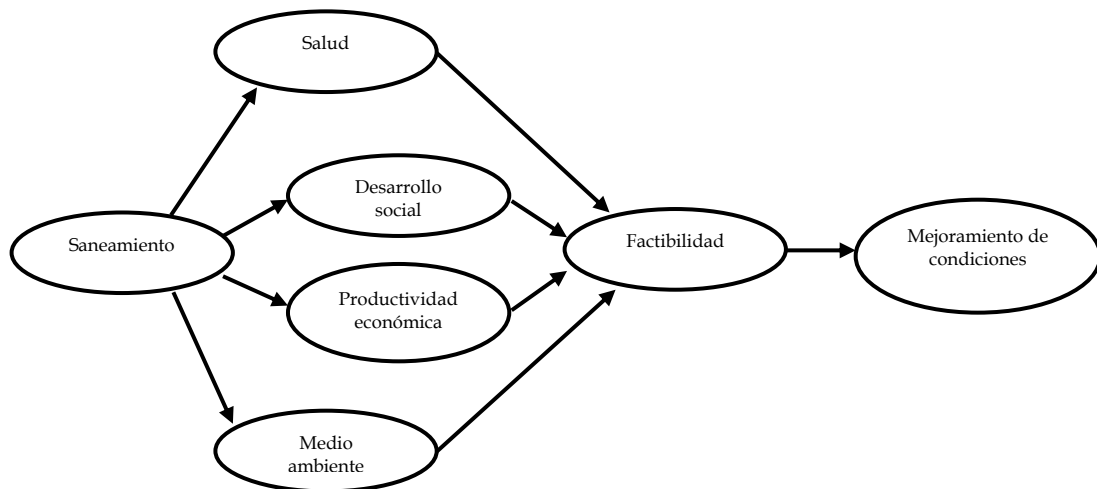 Salud
Desarrollo
social
Saneamiento
Factibilidad
Mejoramiento de
condiciones
Productividad
económica
Medio
ambiente